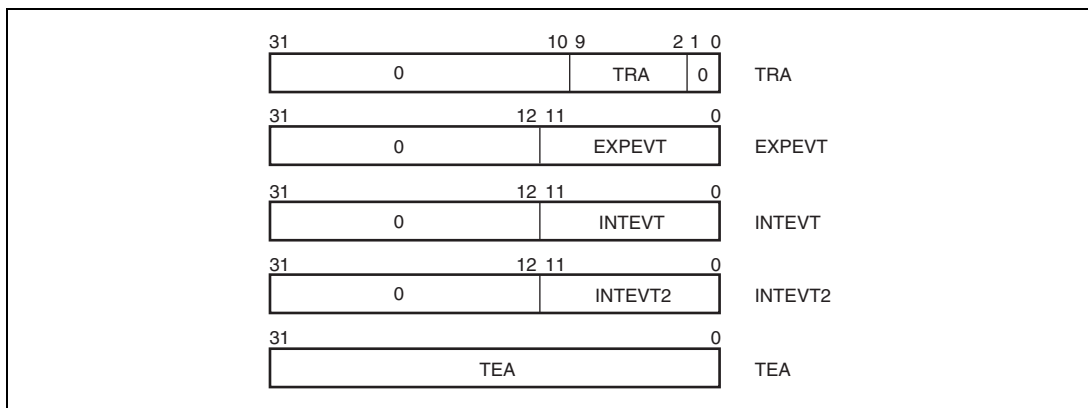 31 10 9 2 1 0
0 TRA 0 TRA
31 12 11 0
0 EXPEVT EXPEVT
31 12 11 0
0 INTEVT INTEVT
31 12 11 0
0 INTEVT2 INTEVT2
31 0
TEA TEA